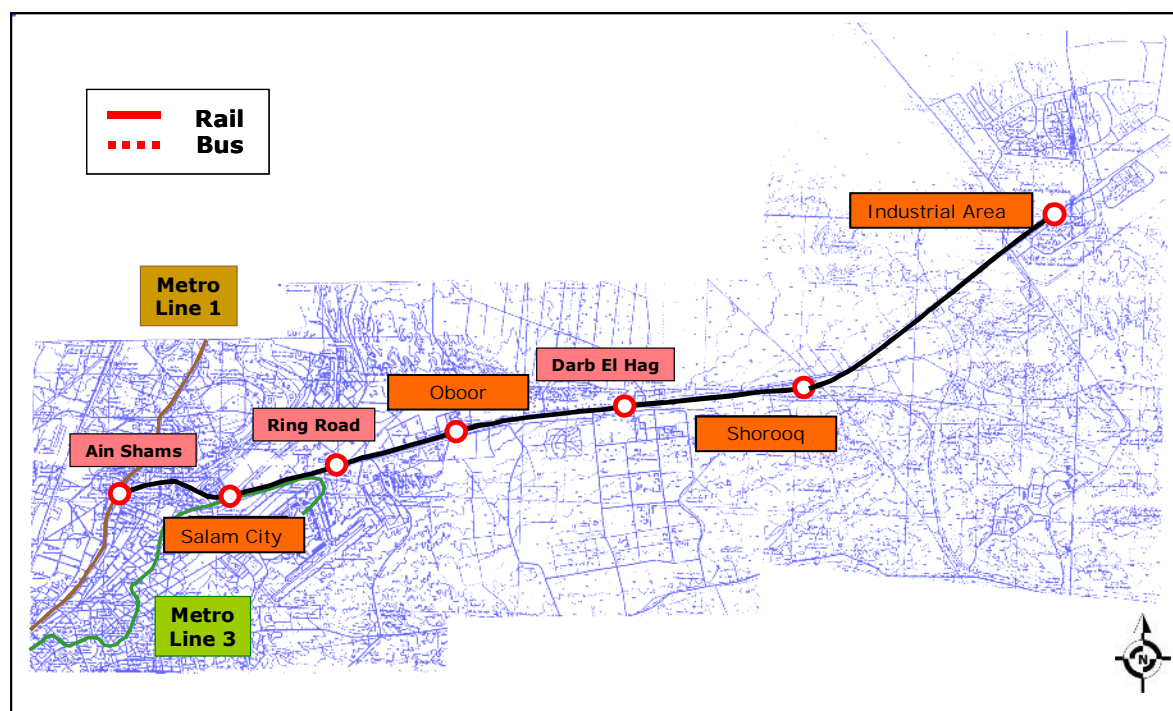 Rail
Bus
Industrial Area
Metro
Line 1
Darb El Hag
Oboor
Ring Road
Shorooq
Ain Shams
Salam City
Metro
Line 3
N